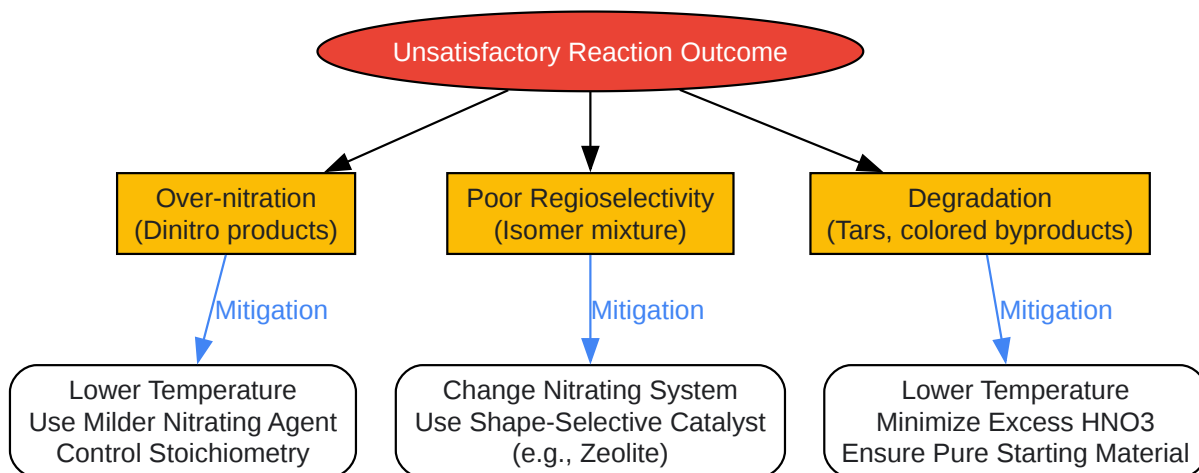 Unsatisfactory Reaction Outcome
Over-nitration
(Dinitro products)
Poor Regioselectivity
(Isomer mixture)
Degradation
(Tars, colored byproducts)
Mitigation
Mitigation
Mitigation
Lower Temperature
Use Milder Nitrating Agent
Control Stoichiometry
Change Nitrating System
Use Shape-Selective Catalyst
(e.g., Zeolite)
Lower Temperature
Minimize Excess HNO3
Ensure Pure Starting Material